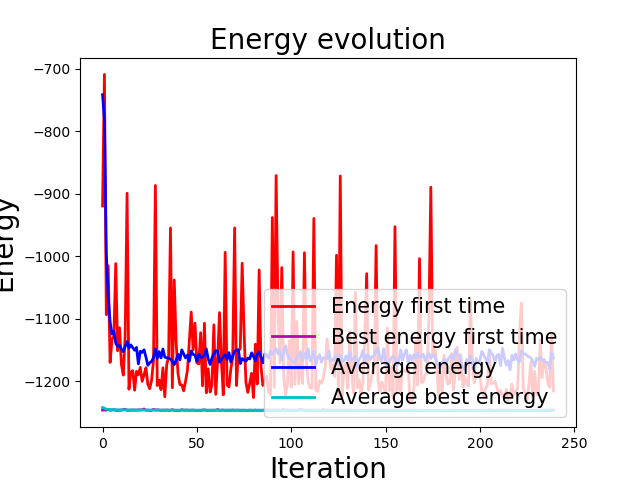 Energy evolution
Energy
−700
−800
−900
−1000
−1100
−1200
0
50
100
150
200
250
Iteration
Energy first time
Best energy first time
Average energy
Average best energy